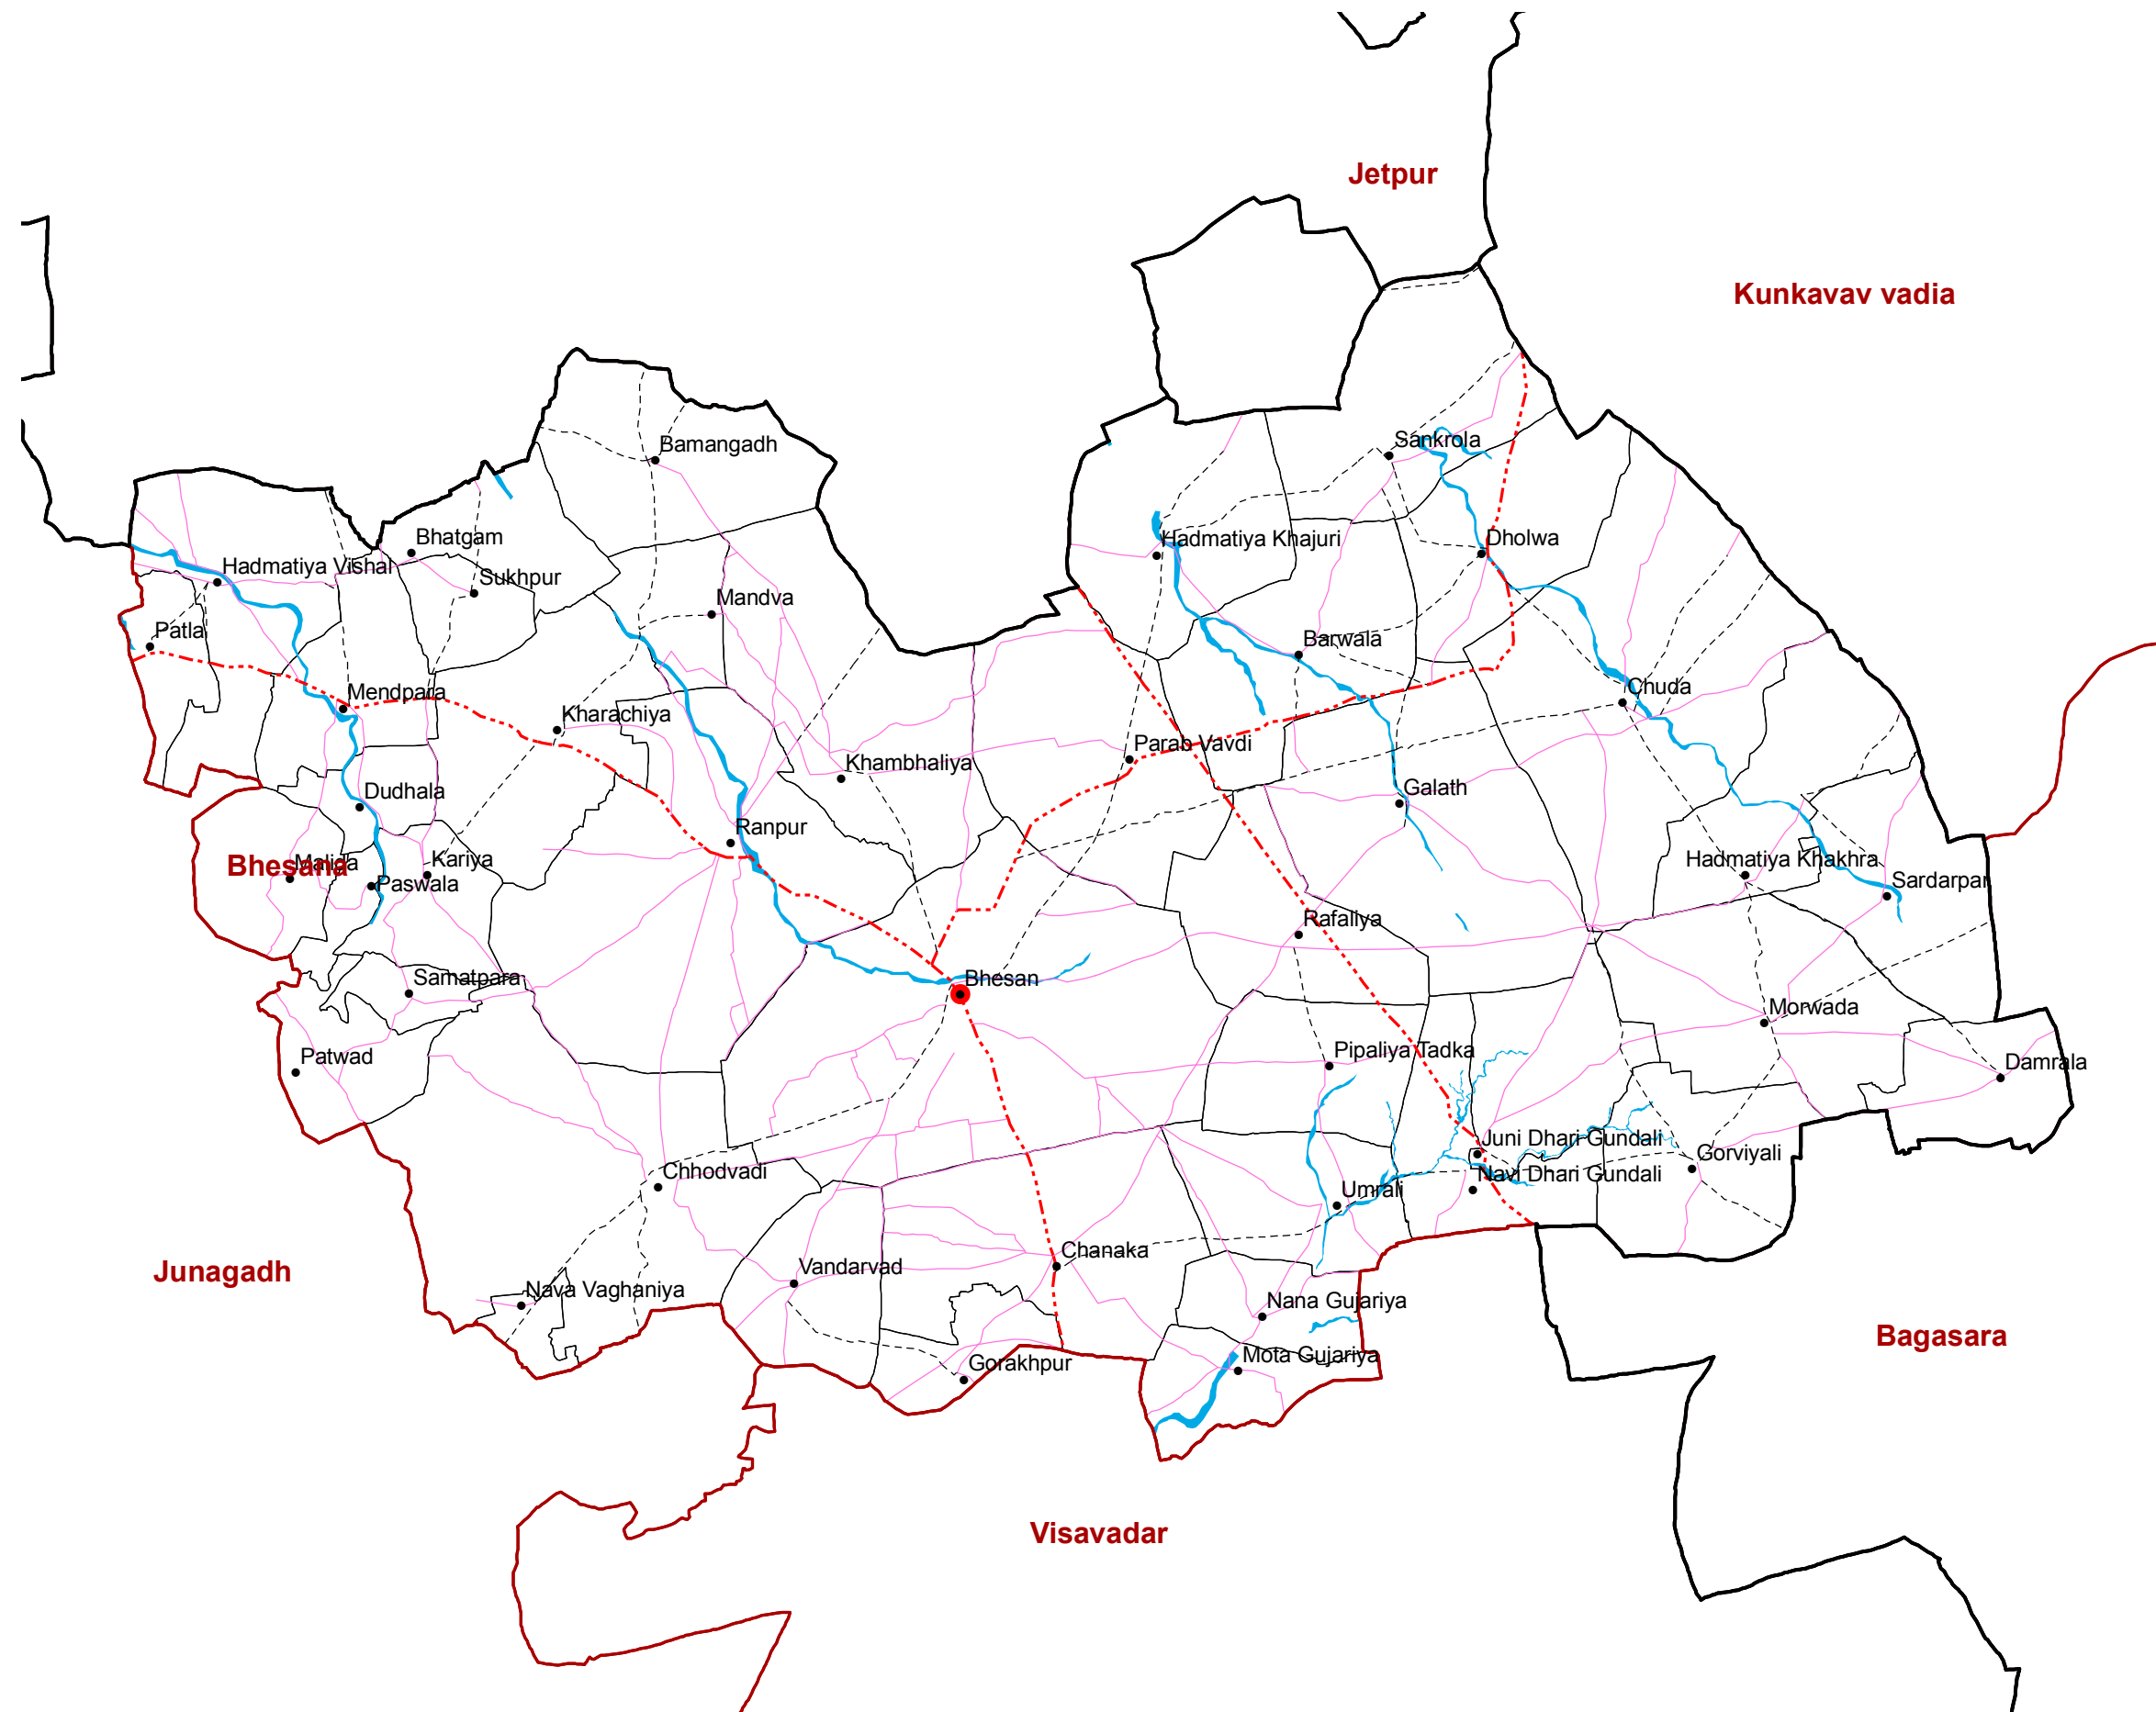 Jetpur
Kunkavav vadia
Bamangadh
Sankrola
Bhatgam
Hadmatiya Khajuri
Dholwa
Hadmatiya Vishal
Sukhpur
Mandva
Patla
Barwala
Mendpara
Chuda
Kharachiya
Parab Vavdi
Khambhaliya
Dudhala
Galath
Ranpur
Bhesana
Majida
Kariya
Hadmatiya Khakhra
Paswala
Sardarpar
Rafaliya
Samatpara
Bhesan
Morwada
Patwad
Pipaliya Tadka
Damrala
Juni Dhari Gundali
Gorviyali
Chhodvadi
Navi Dhari Gundali
Umrali
Chanaka
Junagadh
Vandarvad
Nava Vaghaniya
Nana Gujariya
Bagasara
Gorakhpur
Mota Gujariya
Visavadar